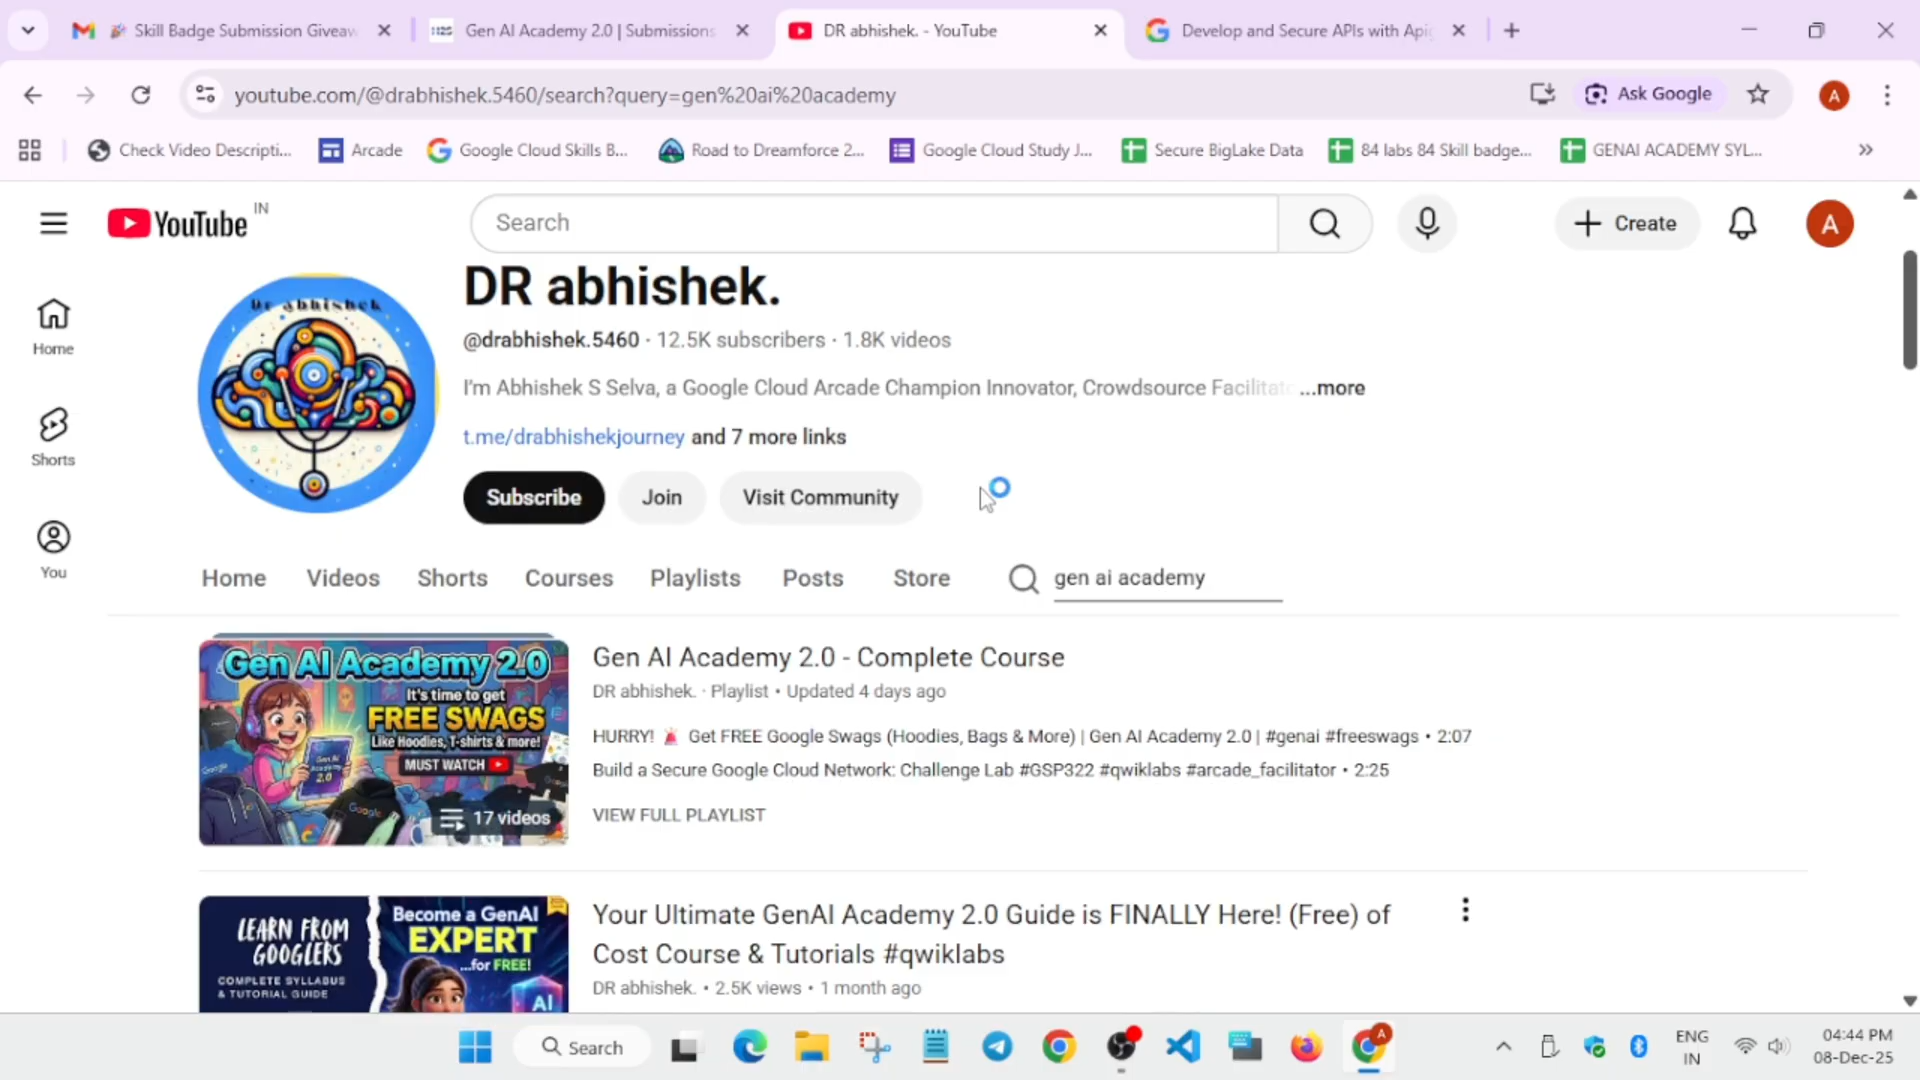 Skill Badge Submission Giveaw
Gen AI Academy 2.0 | Submissions
DR abhishek. - YouTube
Develop and Secure APIs with Apig
youtube.com/@drabhishek.5460/search?query=gen%20ai%20academy
Ask Google
A
Check Video Descripti...
Arcade
Google Cloud Skills B...
Road to Dreamforce 2...
Google Cloud Study J...
Secure BigLake Data
84 labs 84 Skill badge...
GENAI ACADEMY SYL...
YouTube IN
Search
Create
A
Home
Shorts
You
Dr abhishek
DR abhishek.
@drabhishek.5460 · 12.5K subscribers · 1.8K videos
I'm Abhishek S Selva, a Google Cloud Arcade Champion Innovator, Crowdsource Facilitato ...more
t.me/drabhishekjourney and 7 more links
Subscribe
Join
Visit Community
Home
Videos
Shorts
Courses
Playlists
Posts
Store
gen ai academy
Gen AI Academy 2.0
It's time to get
FREE SWAGS
Like Hoodies, T-shirts & more!
MUST WATCH
17 videos
Gen AI Academy 2.0 - Complete Course
DR abhishek. · Playlist • Updated 4 days ago
HURRY! 🚨 Get FREE Google Swags (Hoodies, Bags & More) | Gen AI Academy 2.0 | #genai #freeswags • 2:07
Build a Secure Google Cloud Network: Challenge Lab #GSP322 #qwiklabs #arcade_facilitator • 2:25
VIEW FULL PLAYLIST
LEARN FROM
GOOGLERS
COMPLETE SYLLABUS
& TUTORIAL GUIDE
Become a GenAI
EXPERT
...for FREE!
AI
Your Ultimate GenAI Academy 2.0 Guide is FINALLY Here! (Free) of
Cost Course & Tutorials #qwiklabs
DR abhishek. • 2.5K views • 1 month ago
Search
A
ENG
IN
04:44 PM
08-Dec-25